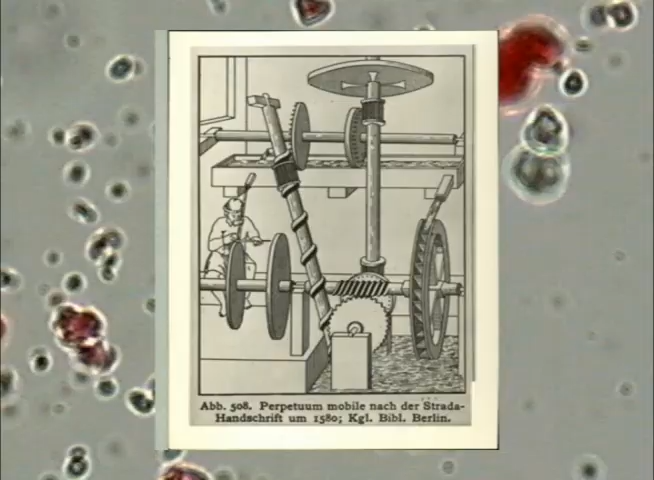 Abb. 508. Perpetuum mobile nach der Strada-
Handschrift um 1580; Kgl. Bibl. Berlin.